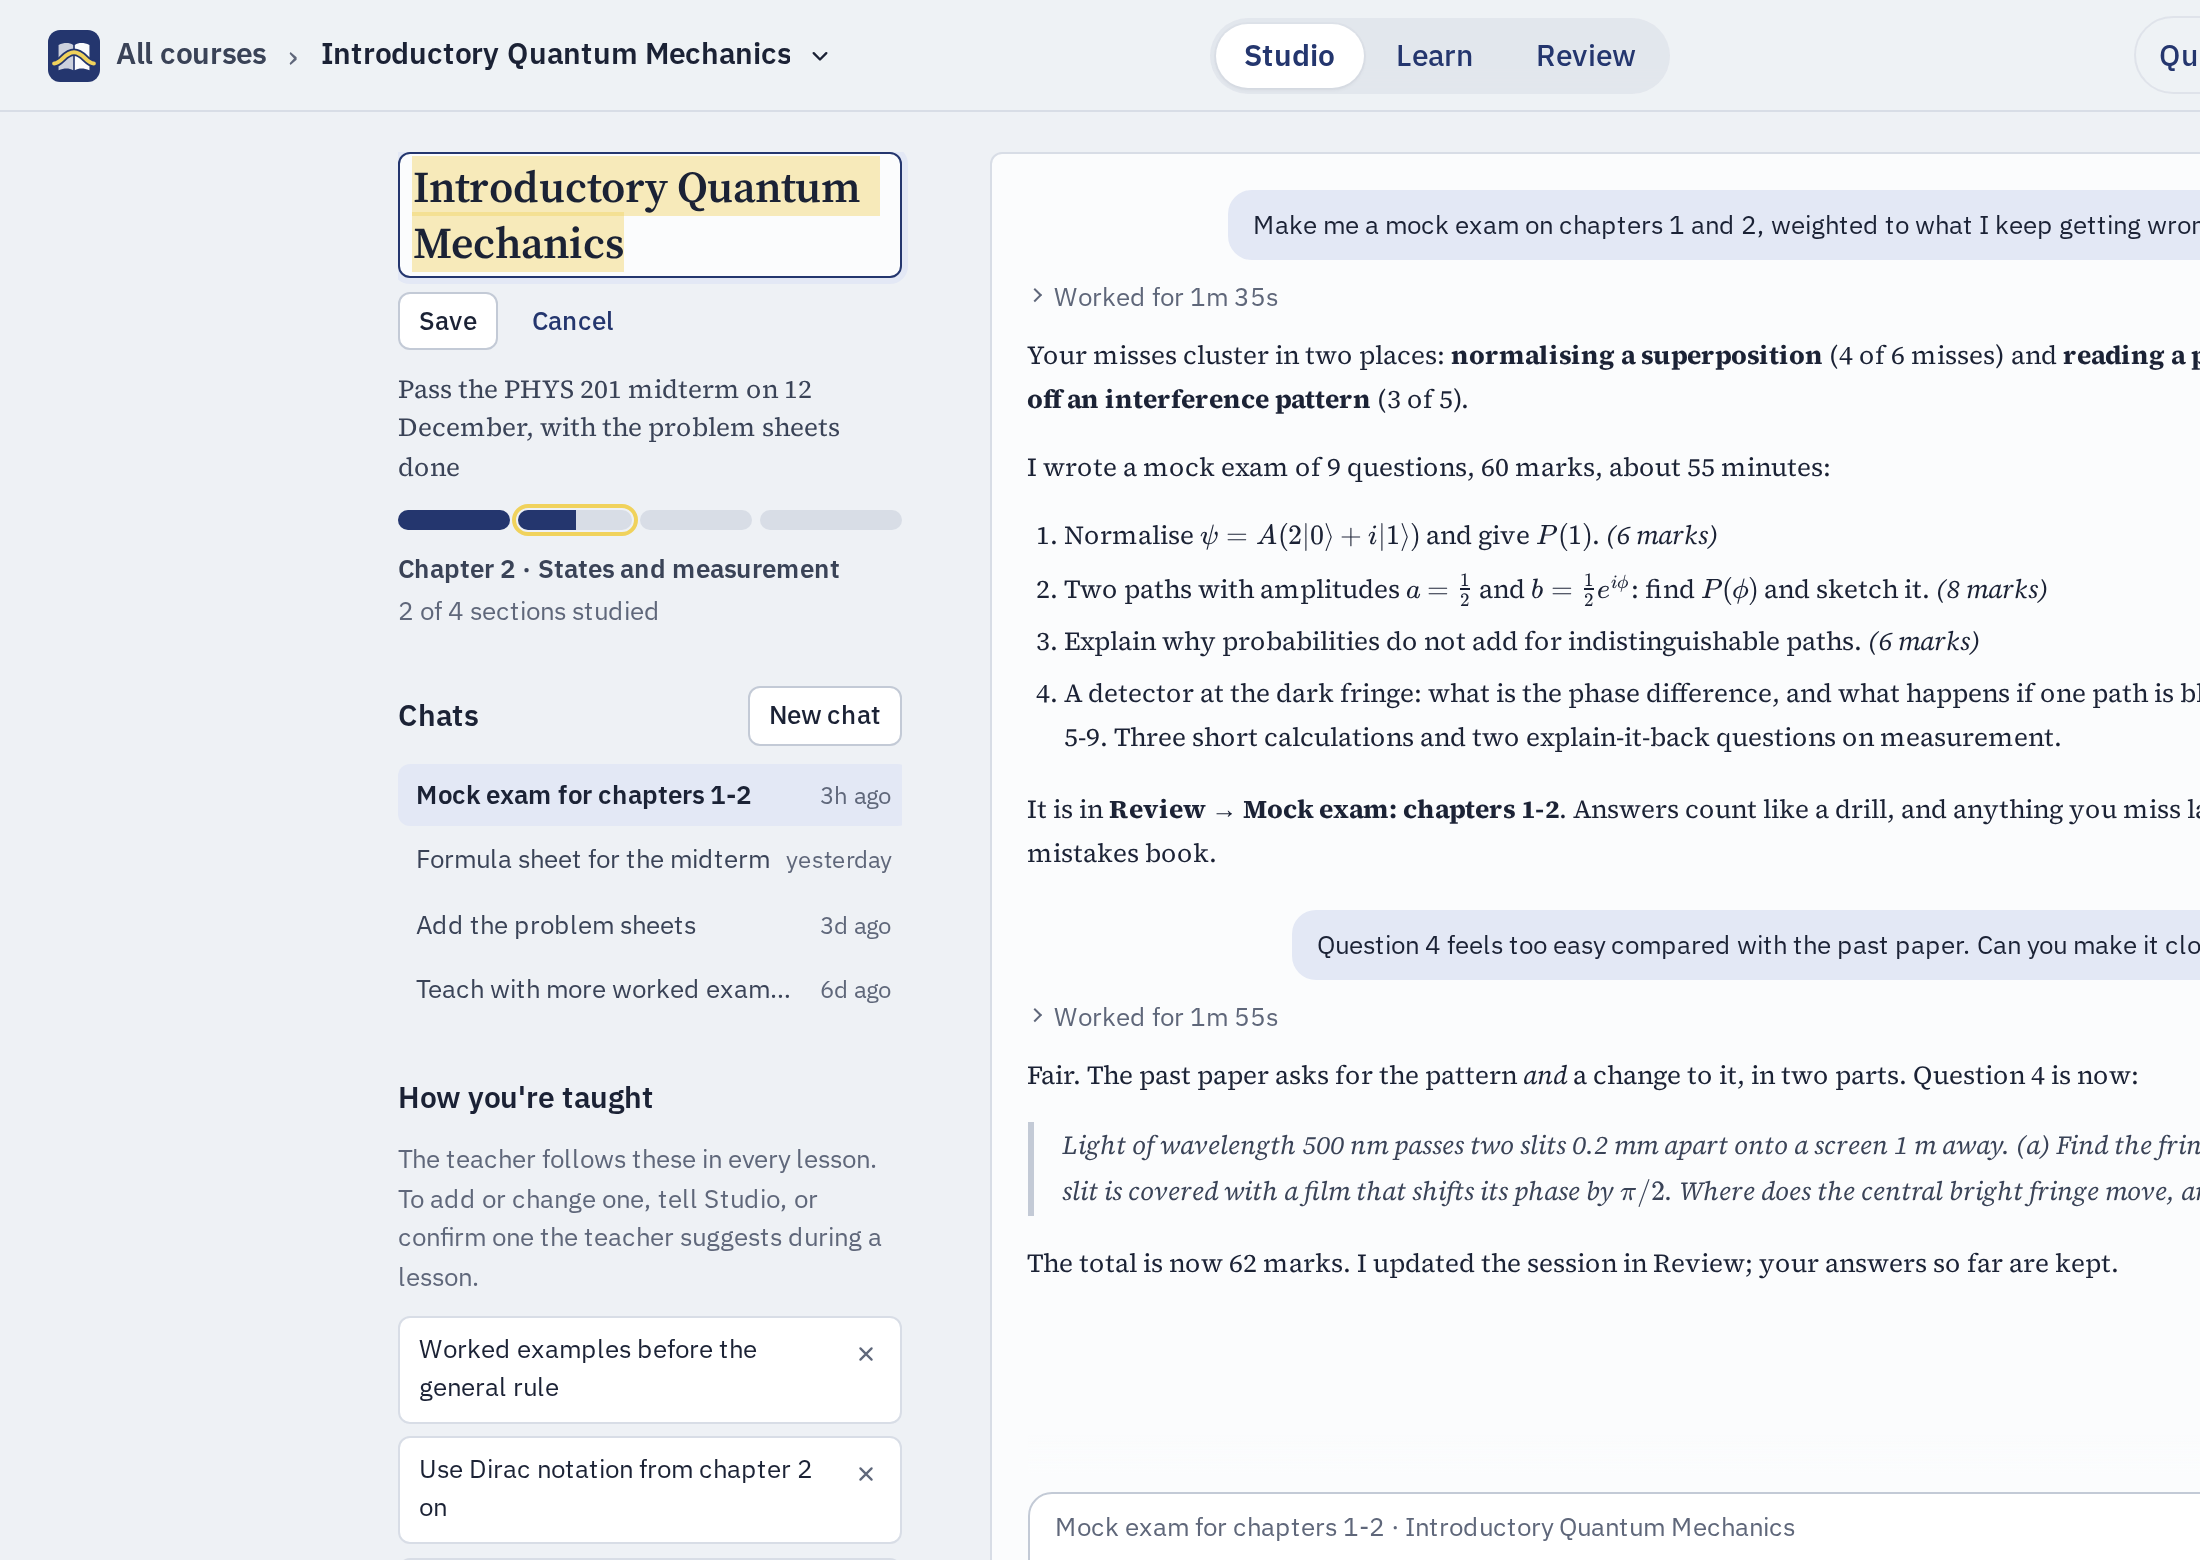 All courses › Introductory Quantum Mechanics
Studio Learn Review
Introductory Quantum
Mechanics
Save Cancel
Pass the PHYS 201 midterm on 12
December, with the problem sheets
done
Chapter 2 · States and measurement
2 of 4 sections studied
Chats New chat
Mock exam for chapters 1-2 3h ago
Formula sheet for the midterm yesterday
Add the problem sheets 3d ago
Teach with more worked exam... 6d ago
How you're taught
The teacher follows these in every lesson.
To add or change one, tell Studio, or
confirm one the teacher suggests during a
lesson.
Worked examples before the
general rule
×
Use Dirac notation from chapter 2
on
×
Make me a mock exam on chapters 1 and 2, weighted to what I keep getting
Worked for 1m 35s
Your misses cluster in two places: normalising a superposition (4 of 6 misses) and reading a
off an interference pattern (3 of 5).
I wrote a mock exam of 9 questions, 60 marks, about 55 minutes:
1. Normalise ψ = A(2|0⟩ + i|1⟩) and give P(1). (6 marks)
2. Two paths with amplitudes a = 1/2 and b = 1/2 e^{iϕ}: find P(ϕ) and sketch it. (8 marks)
3. Explain why probabilities do not add for indistinguishable paths. (6 marks)
4. A detector at the dark fringe: what is the phase difference, and what happens if one path is
5-9. Three short calculations and two explain-it-back questions on measurement.
It is in Review → Mock exam: chapters 1-2. Answers count like a drill, and anything you miss
mistakes book.
Question 4 feels too easy compared with the past paper. Can you make it
Worked for 1m 55s
Fair. The past paper asks for the pattern and a change to it, in two parts. Question 4 is now:
Light of wavelength 500 nm passes two slits 0.2 mm apart onto a screen 1 m away. (a) Find the
slit is covered with a film that shifts its phase by π/2. Where does the central bright fringe move,
The total is now 62 marks. I updated the session in Review; your answers so far are kept.
Mock exam for chapters 1-2 · Introductory Quantum Mechanics